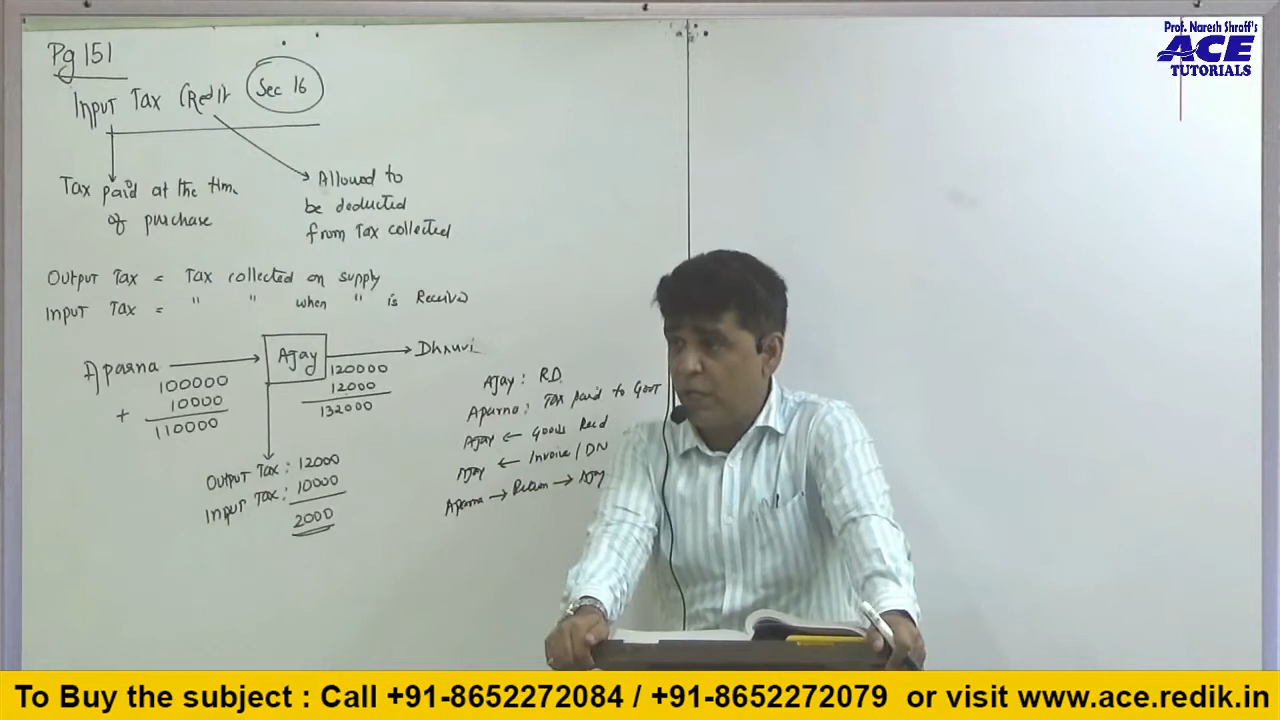 Pg 151
Input Tax Credit Sec 16
Tax paid at the time
of purchase
Allowed to
be deducted
from Tax collected
Output Tax = Tax collected on supply
Input Tax = " " when " is Received
Aparna
100000
+ 10000
110000
Ajay
120000
12000
132000
Dhruvi
Output Tax : 12000
Input Tax : 10000
2000
Ajay : R.D.
Aparna : Tax paid to Govt
Ajay ← Goods Recd
Ajay ← Invoice / DN
Aparna → Return → Ajay
Prof. Naresh Shroff's
ACE
TUTORIALS
To Buy the subject : Call +91-8652272084 / +91-8652272079 or visit www.ace.redik.in